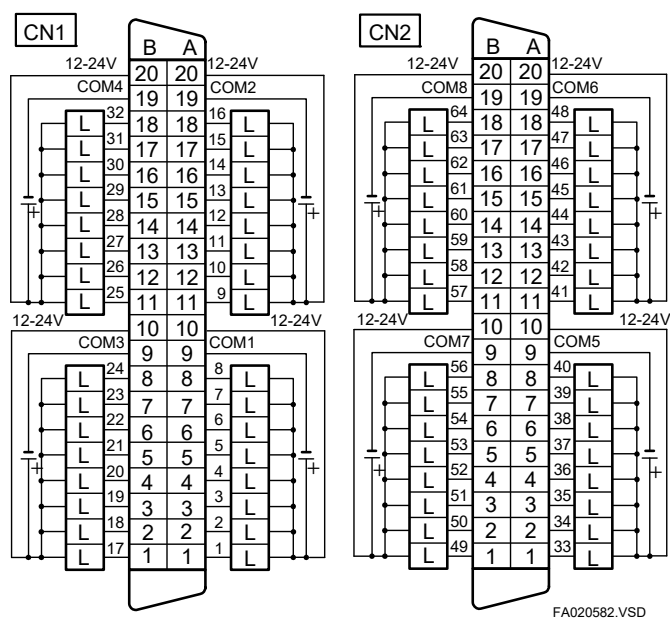 CN1
B A
12-24V 20 20 12-24V
COM4 19 19 COM2
32 L 18 18 L 16
31 L 17 17 L 15
30 L 16 16 L 14
29 L 15 15 L 13
28 L 14 14 L 12
27 L 13 13 L 11
26 L 12 12 L 10
25 L 11 11 L 9
12-24V 10 10 12-24V
COM3 9 9 COM1
24 L 8 8 L 8
23 L 7 7 L 7
22 L 6 6 L 6
21 L 5 5 L 5
20 L 4 4 L 4
19 L 3 3 L 3
18 L 2 2 L 2
17 L 1 1 L 1
+ + + +
CN2
B A
12-24V 20 20 12-24V
COM8 19 19 COM6
64 L 18 18 L 48
63 L 17 17 L 47
62 L 16 16 L 46
61 L 15 15 L 45
60 L 14 14 L 44
59 L 13 13 L 43
58 L 12 12 L 42
57 L 11 11 L 41
12-24V 10 10 12-24V
COM7 9 9 COM5
56 L 8 8 L 40
55 L 7 7 L 39
54 L 6 6 L 38
53 L 5 5 L 37
52 L 4 4 L 36
51 L 3 3 L 35
50 L 2 2 L 34
49 L 1 1 L 33
+ + + +
FA020582.VSD